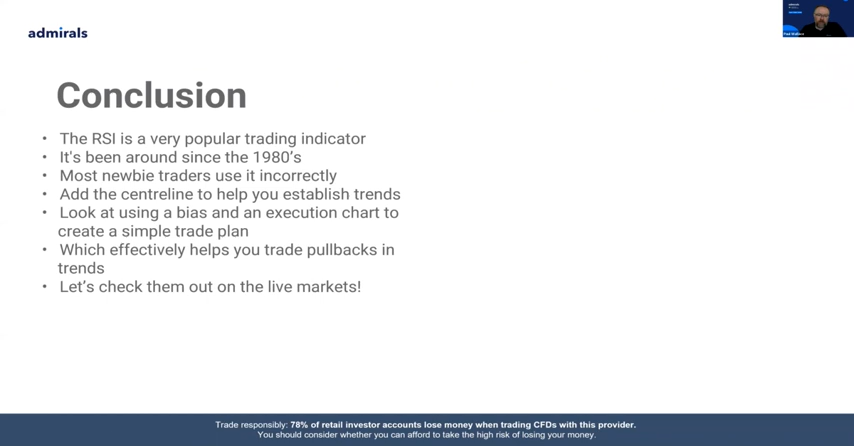 admirals
Conclusion
• The RSI is a very popular trading indicator
• It's been around since the 1980's
• Most newbie traders use it incorrectly
• Add the centreline to help you establish trends
• Look at using a bias and an execution chart to
create a simple trade plan
• Which effectively helps you trade pullbacks in
trends
• Let's check them out on the live markets!
Trade responsibly: 78% of retail investor accounts lose money when trading CFDs with this provider.
You should consider whether you can afford to take the high risk of losing your money.